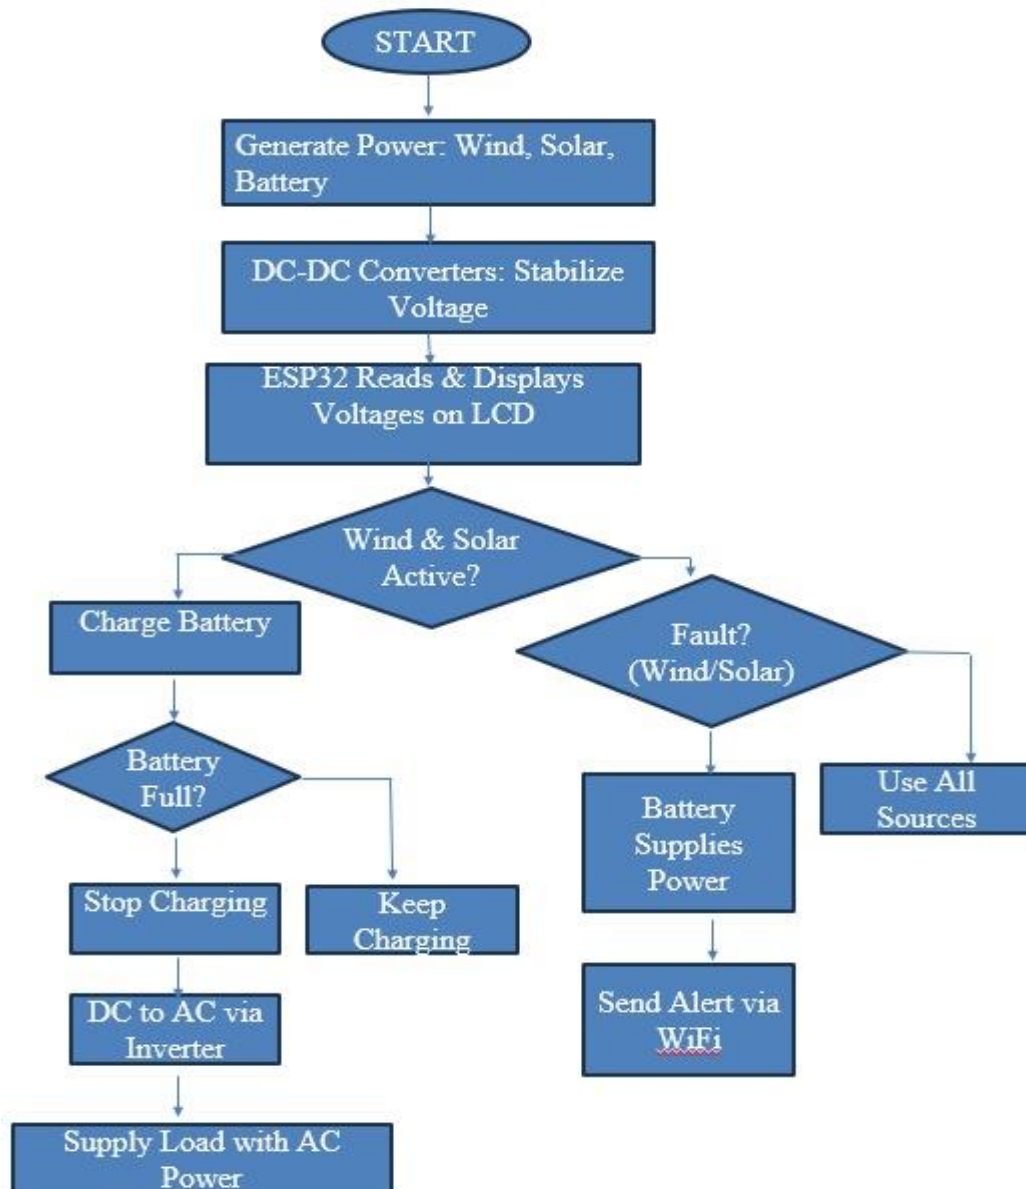 START
Generate Power: Wind, Solar,
Battery
DC-DC Converters: Stabilize
Voltage
ESP32 Reads & Displays
Voltages on LCD
Wind & Solar
Active?
Charge Battery
Fault?
(Wind/Solar)
Battery
Full?
Use All
Sources
Battery
Supplies
Power
Stop Charging
Keep
Charging
Send Alert via
WiFi
DC to AC via
Inverter
Supply Load with AC
Power